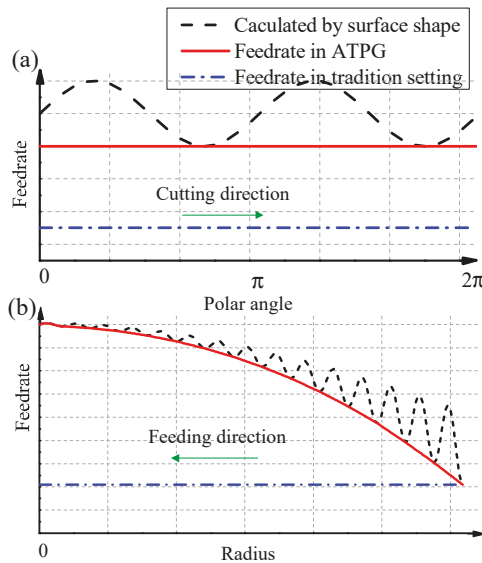 Caculated by surface shape
Feedrate in ATPG
Feedrate in tradition setting
(a)
Feedrate
Cutting direction
0 π 2π
Polar angle
(b)
Feedrate
Feeding direction
0
Radius